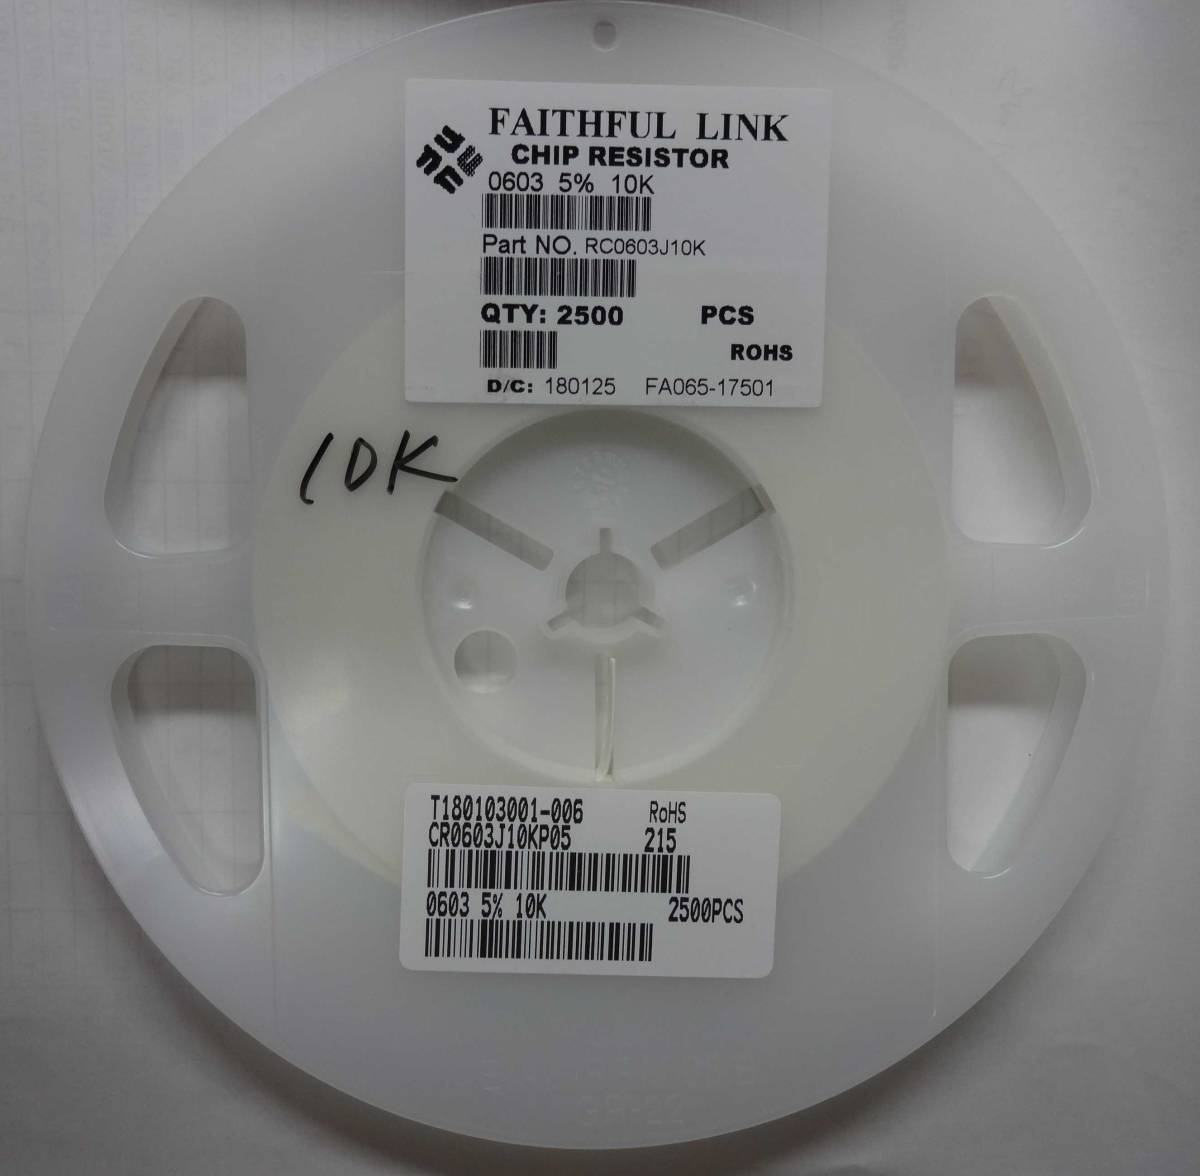 FAITHFUL LINK
CHIP RESISTOR
0603 5% 10K
Part NO. RC0603J10K
QTY: 2500 PCS
ROHS
D/C: 180125 FA065-17501
10K
T180103001-006 RoHS
CR0603J10KP05 215
0603 5% 10K 2500PCS